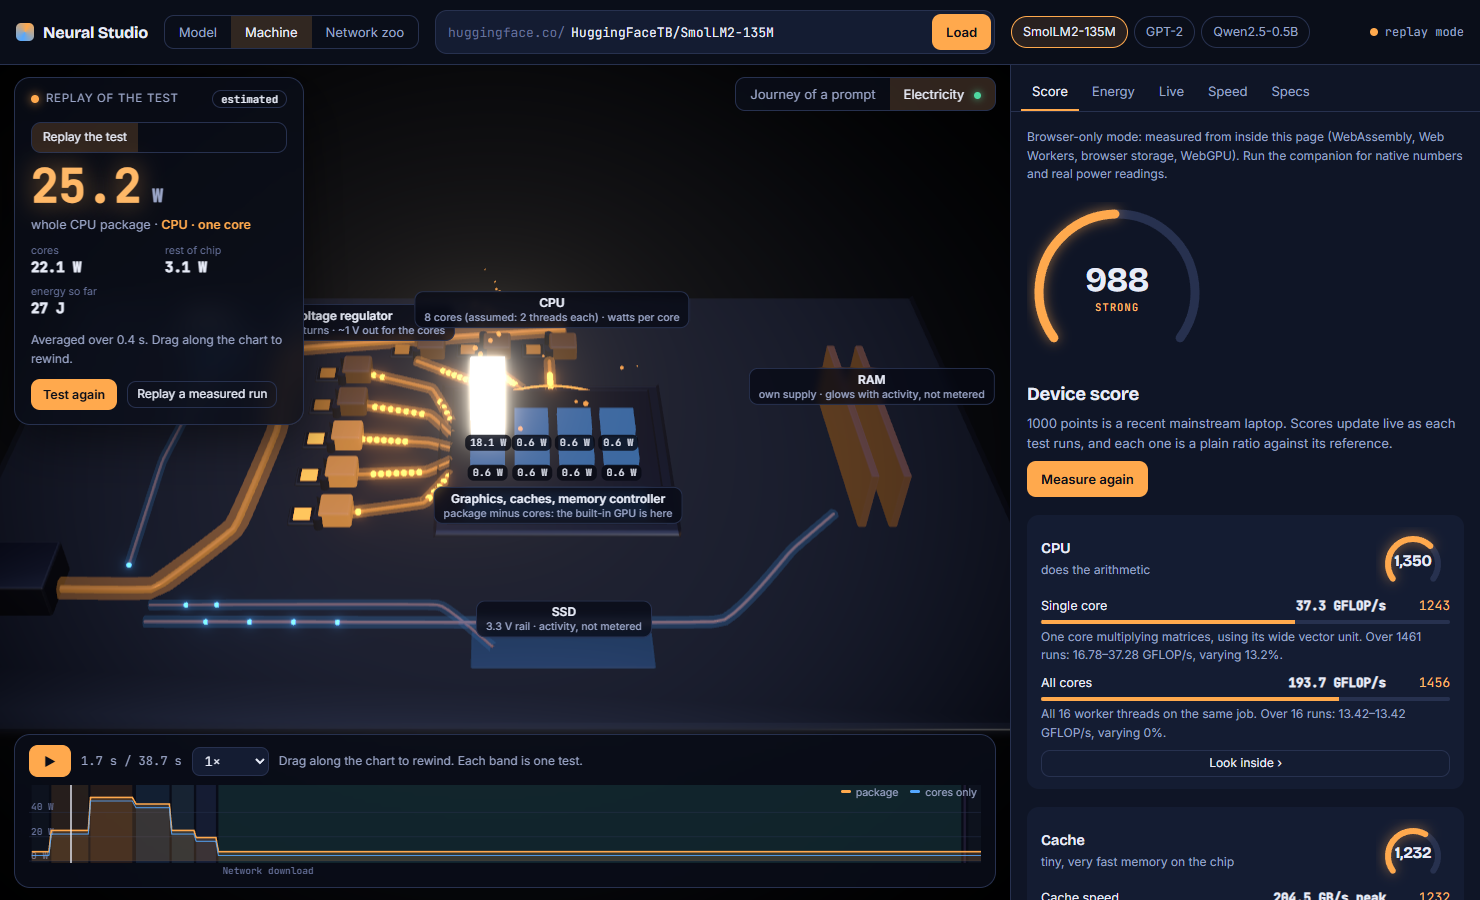 Neural Studio
Model
Machine
Network zoo
huggingface.co/ HuggingFaceTB/SmolLM2-135M
Load
SmolLM2-135M
GPT-2
Qwen2.5-0.5B
replay mode
REPLAY OF THE TEST
estimated
Replay the test
25.2 W
whole CPU package · CPU · one core
cores
22.1 W
rest of chip
3.1 W
energy so far
27 J
Averaged over 0.4 s. Drag along the chart to
rewind.
Test again
Replay a measured run
Journey of a prompt
Electricity
oltage regulator
turns · ~1 V out for the cores
CPU
8 cores (assumed: 2 threads each) · watts per core
RAM
own supply · glows with activity, not metered
18.1 W
0.6 W
0.6 W
0.6 W
0.6 W
0.6 W
0.6 W
0.6 W
Graphics, caches, memory controller
package minus cores: the built-in GPU is here
SSD
3.3 V rail · activity, not metered
1.7 s / 38.7 s
1×
Drag along the chart to rewind. Each band is one test.
package
cores only
40 W
20 W
0 W
Network download
Score
Energy
Live
Speed
Specs
Browser-only mode: measured from inside this page (WebAssembly, Web
Workers, browser storage, WebGPU). Run the companion for native numbers
and real power readings.
988
STRONG
Device score
1000 points is a recent mainstream laptop. Scores update live as each
test runs, and each one is a plain ratio against its reference.
Measure again
CPU
does the arithmetic
1,350
Single core
37.3 GFLOP/s
1243
One core multiplying matrices, using its wide vector unit. Over 1461
runs: 16.78–37.28 GFLOP/s, varying 13.2%.
All cores
193.7 GFLOP/s
1456
All 16 worker threads on the same job. Over 16 runs: 13.42–13.42
GFLOP/s, varying 0%.
Look inside ›
Cache
tiny, very fast memory on the chip
1,232
Cache speed
204.5 GB/s peak
1232